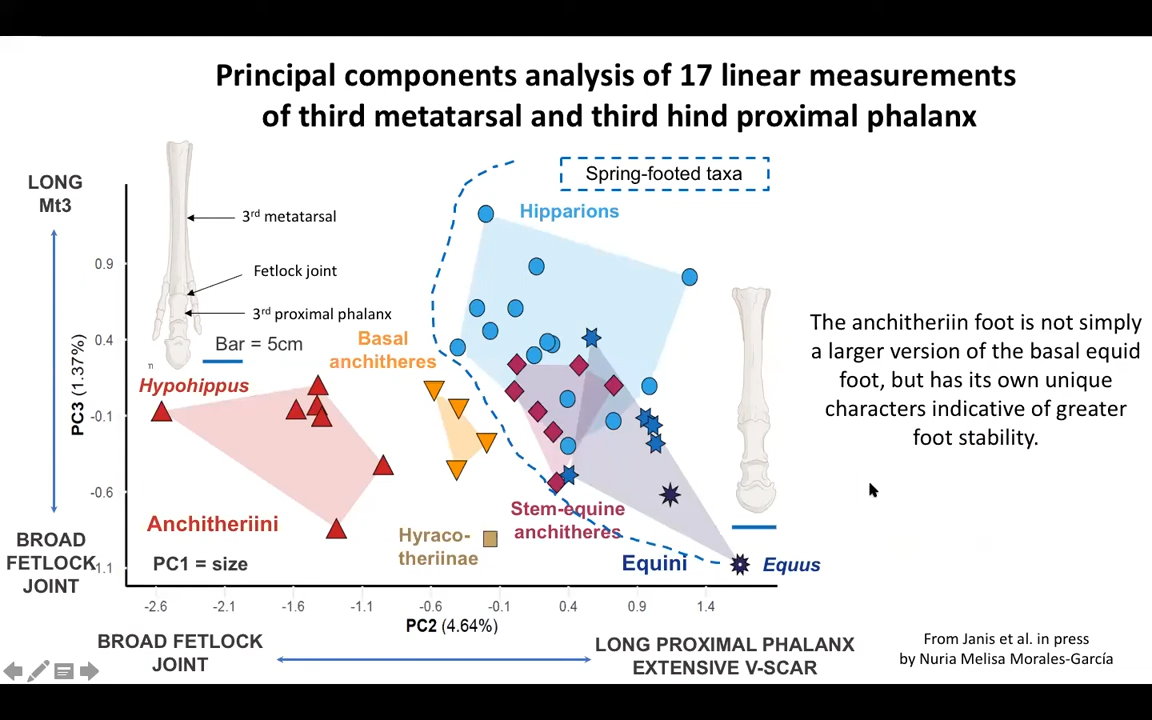 Principal components analysis of 17 linear measurements
of third metatarsal and third hind proximal phalanx
LONG
Mt3
Spring-footed taxa
3rd metatarsal
Hipparions
Fetlock joint
0.9
3rd proximal phalanx
Basal
anchitheres
Bar = 5cm
0.4
PC3 (1.37%)
Hypohippus
-0.1
The anchitheriin foot is not simply
a larger version of the basal equid
foot, but has its own unique
characters indicative of greater
foot stability.
-0.6
Stem-equine
anchitheres
Anchitheriini
Hyraco-
theriinae
BROAD
FETLOCK
JOINT
1.1
PC1 = size
Equini
Equus
-2.6 -2.1 -1.6 -1.1 -0.6 -0.1 0.4 0.9 1.4
PC2 (4.64%)
BROAD FETLOCK
JOINT
LONG PROXIMAL PHALANX
EXTENSIVE V-SCAR
From Janis et al. in press
by Nuria Melisa Morales-García